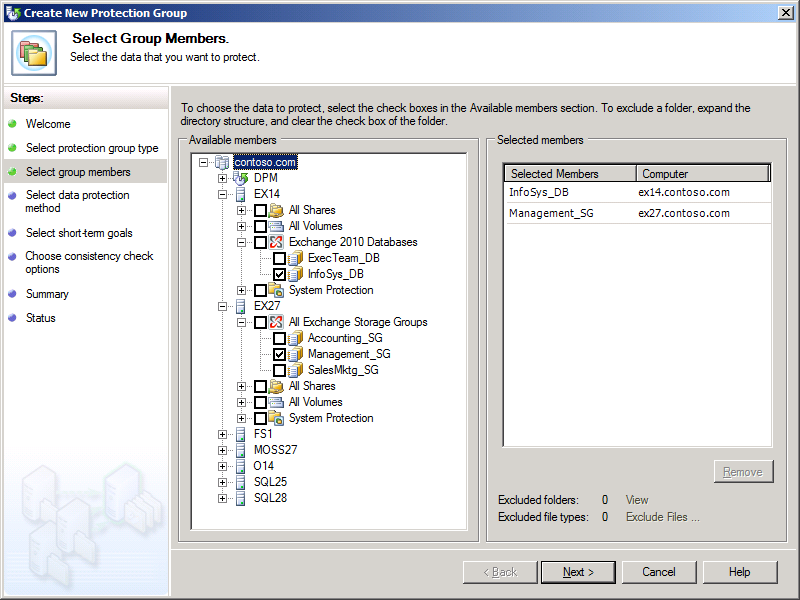 Create New Protection Group
Select Group Members.
Select the data that you want to protect.
Steps:
Welcome
Select protection group type
Select group members
Select data protection
method
Select short-term goals
Choose consistency check
options
Summary
Status
To choose the data to protect, select the check boxes in the Available members section. To exclude a folder, expand the
directory structure, and clear the check box of the folder.
Available members
contoso.com
DPM
EX14
All Shares
All Volumes
Exchange 2010 Databases
ExecTeam_DB
InfoSys_DB
System Protection
EX27
All Exchange Storage Groups
Accounting_SG
Management_SG
SalesMktg_SG
All Shares
All Volumes
System Protection
FS1
MOSS27
O14
SQL25
SQL28
Selected members
Selected Members Computer
InfoSys_DB ex14.contoso.com
Management_SG ex27.contoso.com
Remove
Excluded folders: 0 View
Excluded file types: 0 Exclude Files ...
< Back Next > Cancel Help